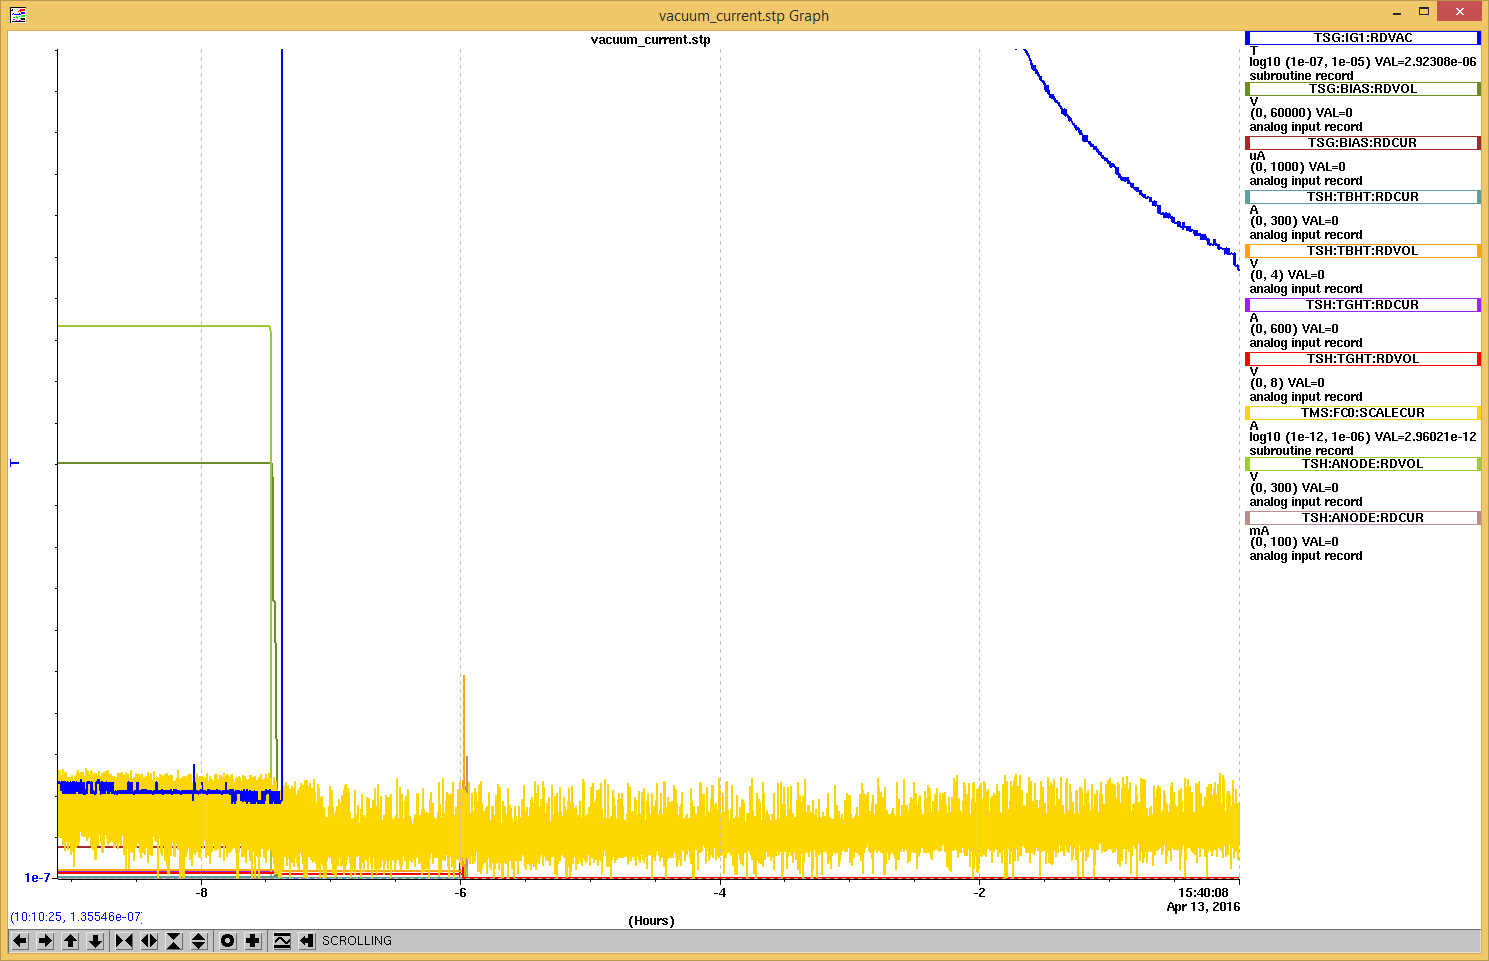 vacuum_current.stp Graph
vacuum_current.stp
TSG:IG1:RDVAC
T
log10 (1e-07, 1e-05) VAL=2.92308e-06
subroutine record
TSG:BIAS:RDVOL
V
(0, 60000) VAL=0
analog input record
TSG:BIAS:RDCUR
uA
(0, 1000) VAL=0
analog input record
TSH:TBHT:RDCUR
A
(0, 300) VAL=0
analog input record
TSH:TBHT:RDVOL
V
(0, 4) VAL=0
analog input record
TSH:TGHT:RDCUR
A
(0, 600) VAL=0
analog input record
TSH:TGHT:RDVOL
V
(0, 8) VAL=0
analog input record
TMS:FC0:SCALECUR
A
log10 (1e-12, 1e-06) VAL=2.96021e-12
subroutine record
TSH:ANODE:RDVOL
V
(0, 300) VAL=0
analog input record
TSH:ANODE:RDCUR
mA
(0, 100) VAL=0
analog input record
T
1e-7
-8
-6
-4
-2
15:40:08
Apr 13, 2016
(10:10:25, 1.35546e-07)
(Hours)
SCROLLING